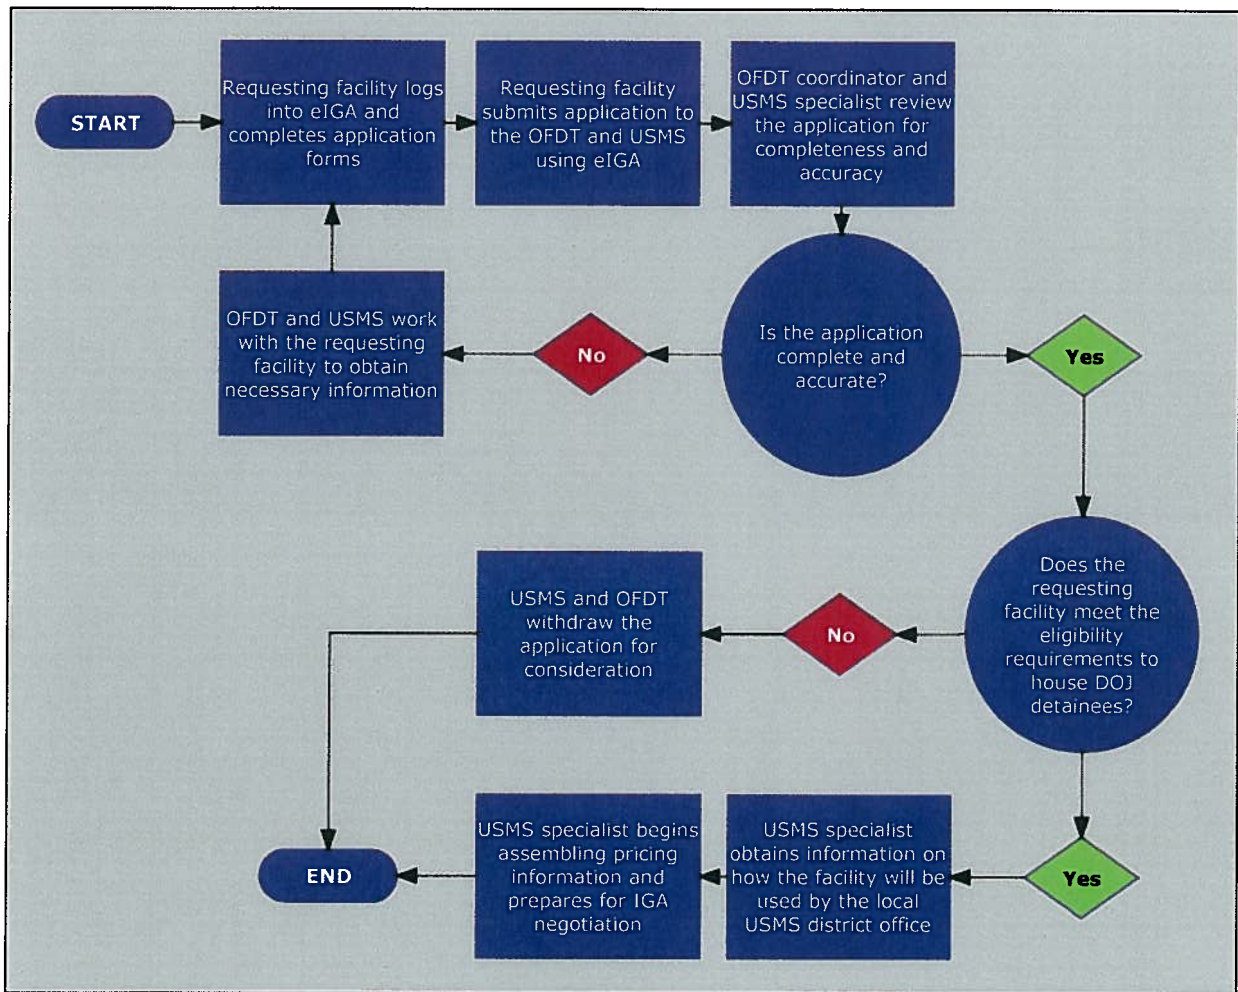 START
Requesting facility logs
into eIGA and
completes application
forms
Requesting facility
submits application to
the OFDT and USMS
using eIGA
OFDT coordinator and
USMS specialist review
the application for
completeness and
accuracy
Is the application
complete and
accurate?
No
OFDT and USMS work
with the requesting
facility to obtain
necessary information
Yes
Does the
requesting
facility meet the
eligibility
requirements to
house DOJ
detainees?
No
USMS and OFDT
withdraw the
application for
consideration
Yes
USMS specialist
obtains information on
how the facility will be
used by the local
USMS district office
USMS specialist begins
assembling pricing
information and
prepares for IGA
negotiation
END